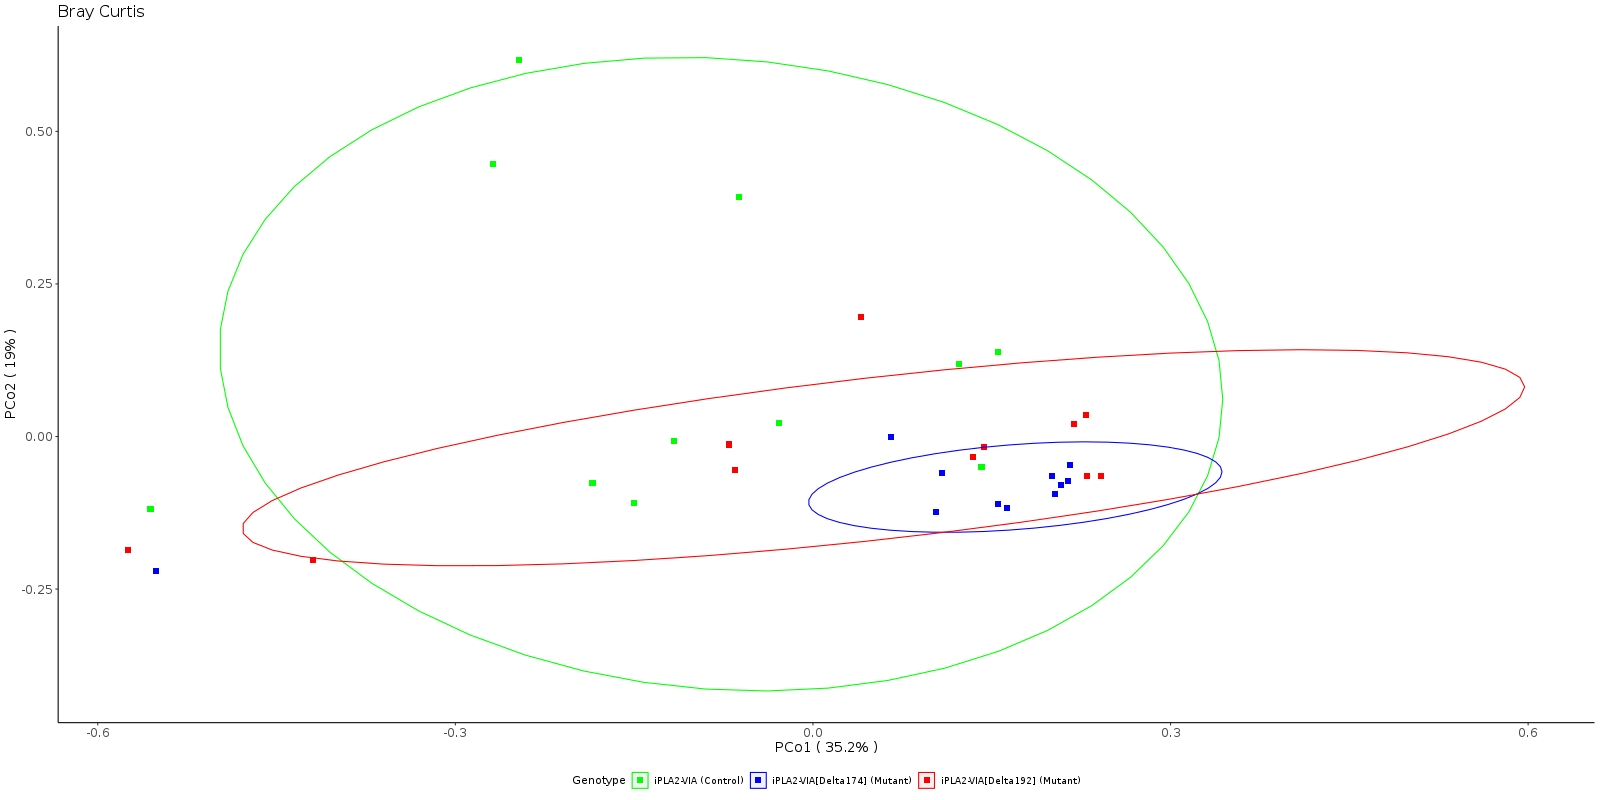 Bray Curtis
0.50
0.25
0.00
-0.25
PCo2 ( 19% )
-0.6 -0.3 0.0 0.3 0.6
PCo1 ( 35.2% )
Genotype iPLA2-VIA (Control) iPLA2-VIA[Delta174] (Mutant) iPLA2-VIA[Delta192] (Mutant)